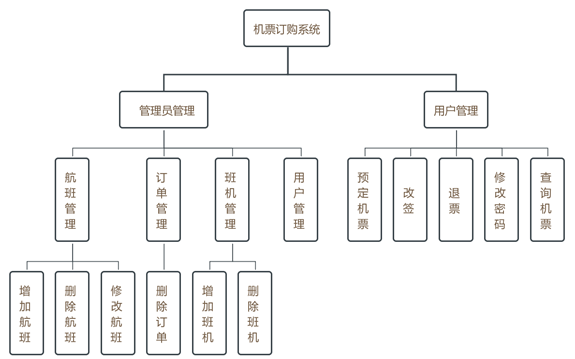 机票订购系统
管理员管理
用户管理
航班管理
订单管理
班机管理
用户管理
预定机票
改签
退票
修改密码
查询机票
增加航班
删除航班
修改航班
删除订单
增加班机
删除班机